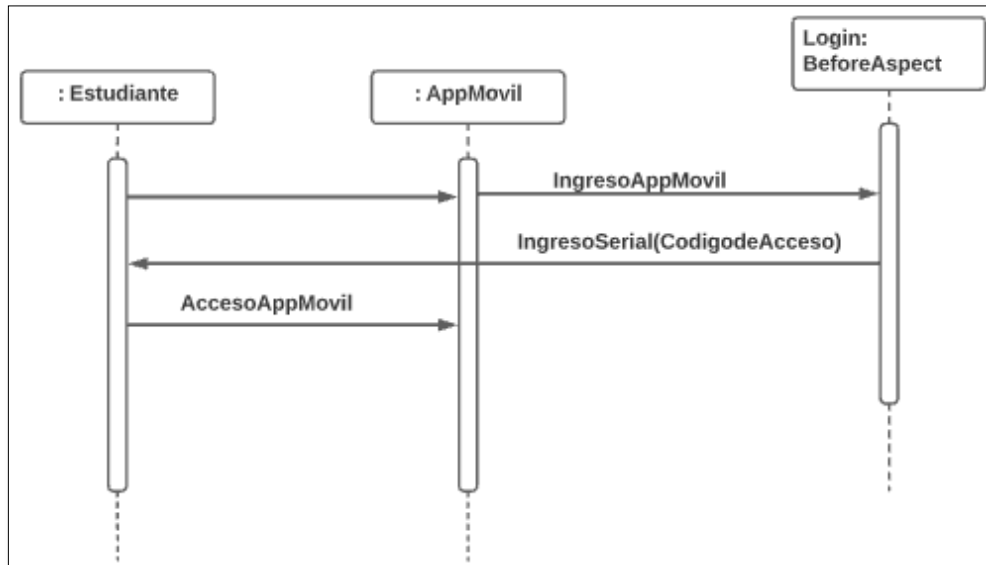 Login:
BeforeAspect
: Estudiante
: AppMovil
IngresoAppMovil
IngresoSerial(CodigodeAcceso)
AccesoAppMovil